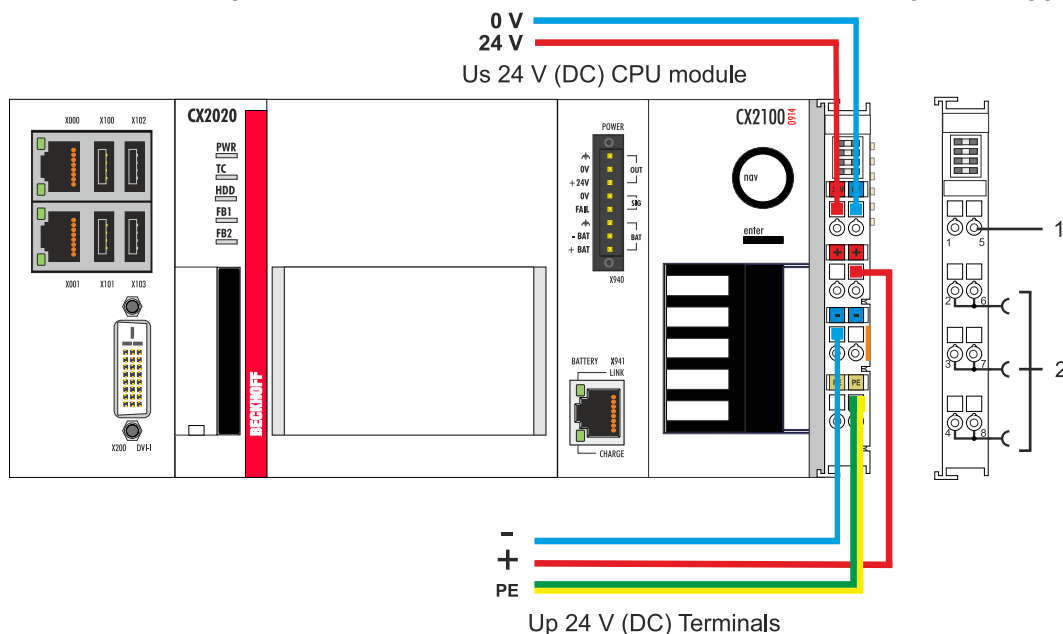 0 V
24 V
Us 24 V (DC) CPU module
X000 X100 X102
CX2020
PWR
TC
HDD
FB1
FB2
X001 X101 X103
X200 DVI-I
BECKHOFF
POWER
0V
+24V
OUT
0V
FAIL
SIG
- BAT
+ BAT
BAT
X940
BATTERY X941
LINK
CHARGE
CX2100 0914
nav
enter
+ +
- -
PE PE
1 5
2 6
3 7
4 8
1
2
-
+
PE
Up 24 V (DC) Terminals